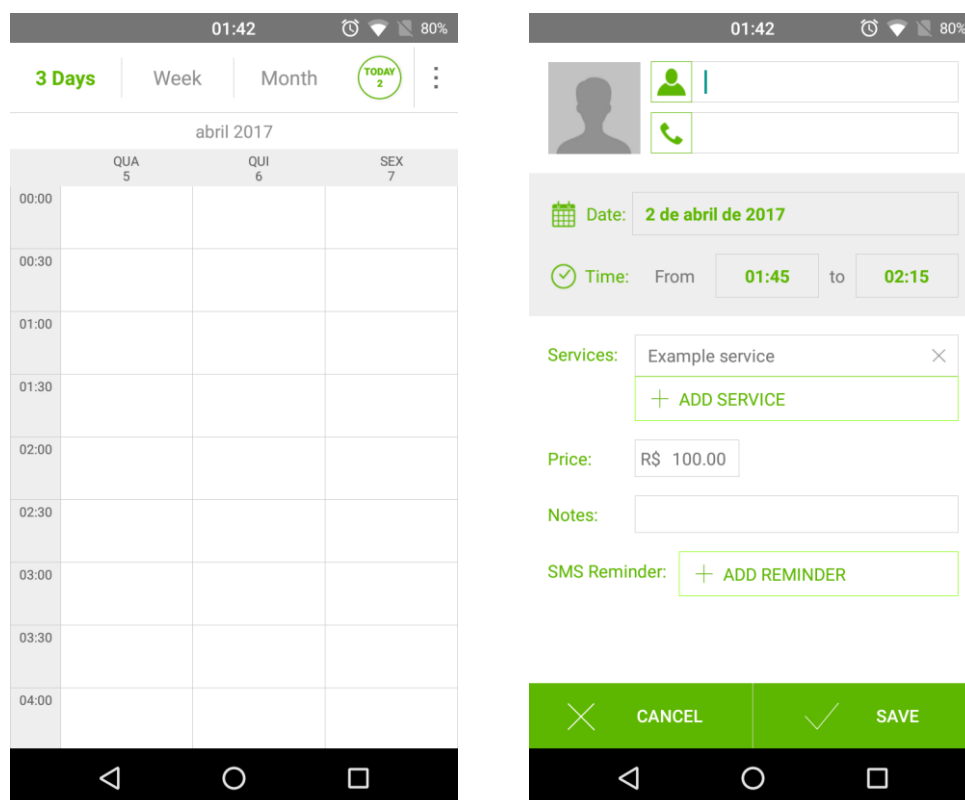 01:42 80%
3 Days Week Month TODAY 2
abril 2017
QUA QUI SEX
5 6 7
00:00
00:30
01:00
01:30
02:00
02:30
03:00
03:30
04:00
01:42 80%
Date: 2 de abril de 2017
Time: From 01:45 to 02:15
Services: Example service
ADD SERVICE
Price: R$ 100.00
Notes:
SMS Reminder: ADD REMINDER
CANCEL SAVE